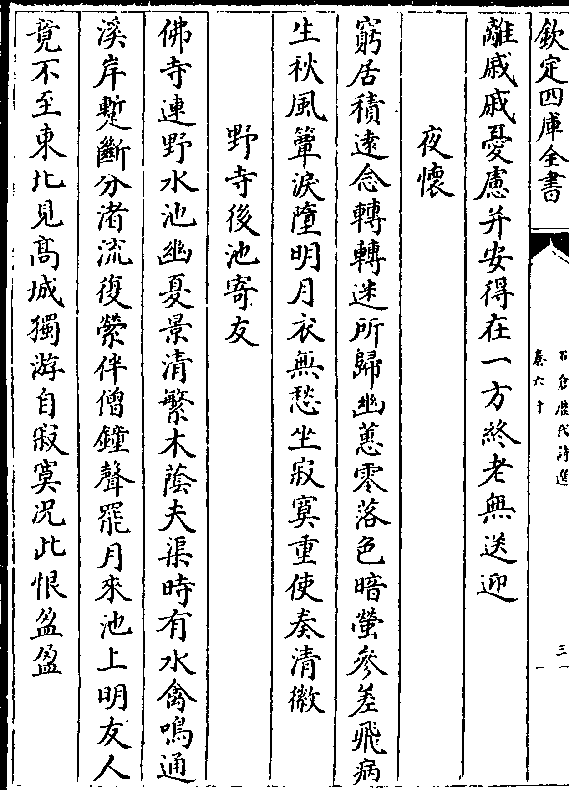 欽定四庫全書
石倉歷代詩選
卷六十
三
離戚戚憂慮并安得在一方終老無送迎
夜懷
窮居積逺念轉轉迷所歸幽蕙零落色暗螢參差飛病
生秋風簟淚墮明月衣無愁坐寂寞重使奏清徽
野寺後池寄友
佛寺連野水池幽夏景清繁木蔭夫渠時有水禽鳴通
溪岸蹔斷分渚流復縈伴僧鐘聲罷月來池上明友人
竟不至東北見髙城獨游自寂寞况此恨盈盈